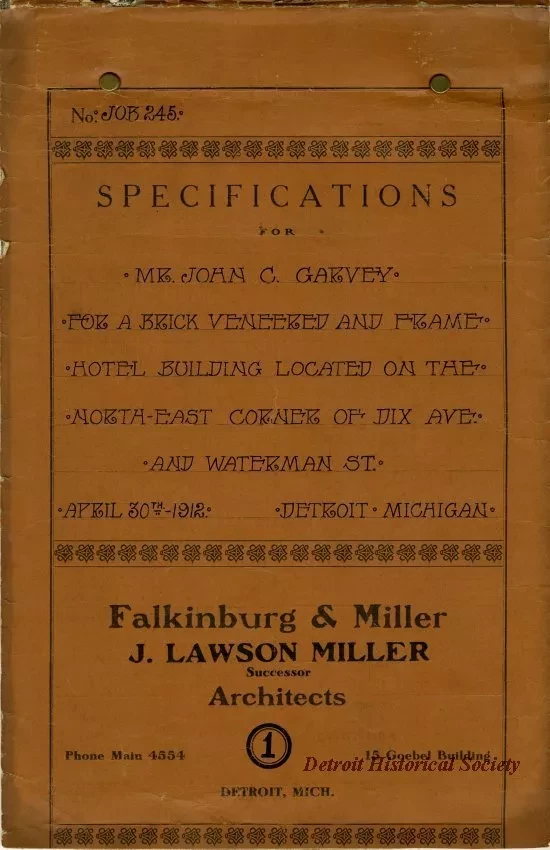 No. JOB 245.
SPECIFICATIONS
FOR
MR. JOHN C. GARVEY
FOR A BRICK VENEERED AND FRAME
HOTEL BUILDING LOCATED ON THE
NORTH-EAST CORNER OF DIX AVE.
AND WATERMAN ST.
APRIL 30TH-1912. DETROIT MICHIGAN
Falkinburg & Miller
J. LAWSON MILLER
Successor
Architects
Phone Main 4554 1 15 Goebel Building
Detroit Historical Society
DETROIT, MICH.